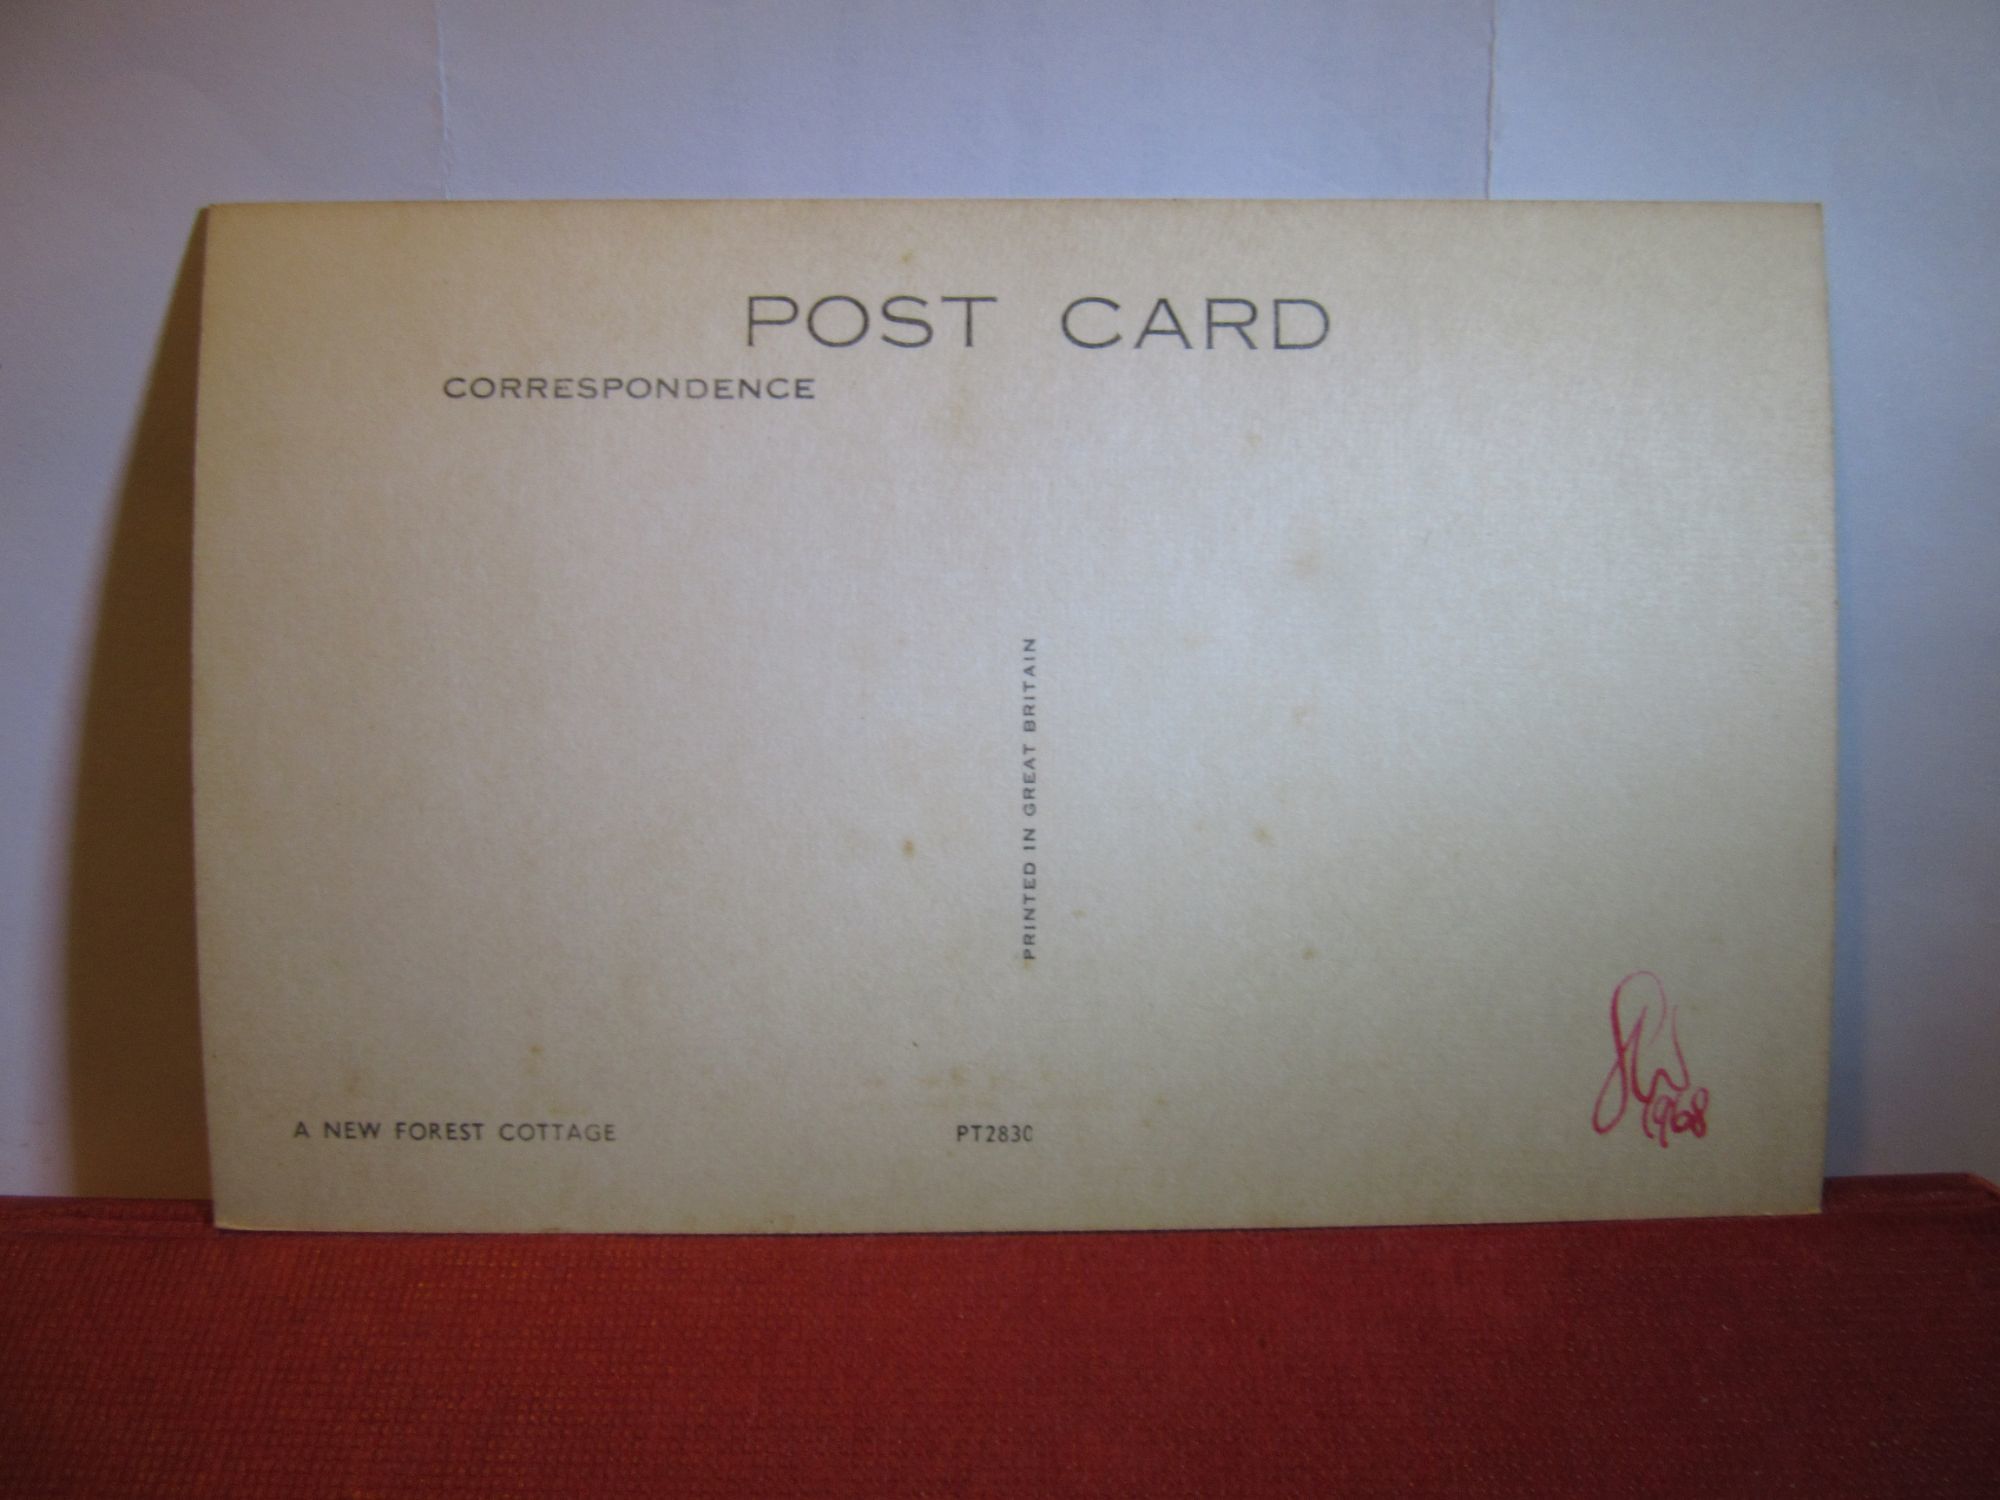 POST CARD
CORRESPONDENCE
PRINTED IN GREAT BRITAIN
A NEW FOREST COTTAGE
PT2830
1968